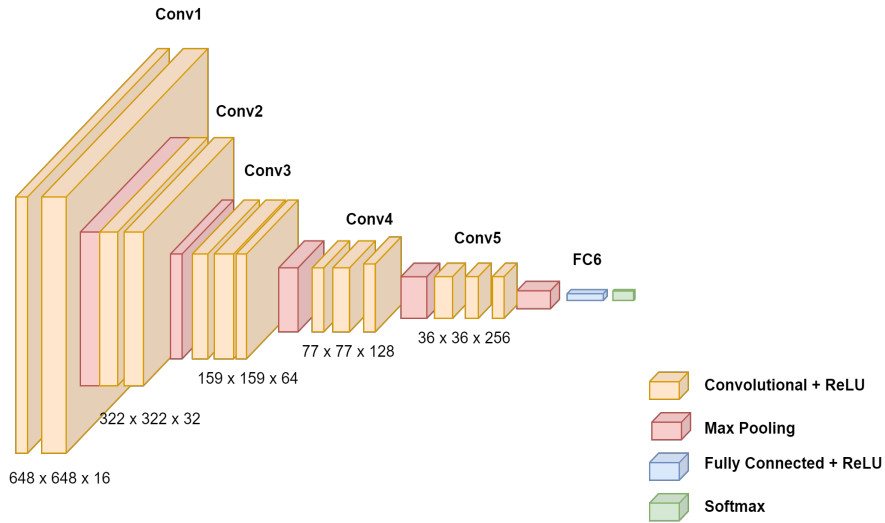 Conv1
Conv2
Conv3
Conv4
Conv5
FC6
36 x 36 x 256
77 x 77 x 128
159 x 159 x 64
322 x 322 x 32
648 x 648 x 16
Convolutional + ReLU
Max Pooling
Fully Connected + ReLU
Softmax